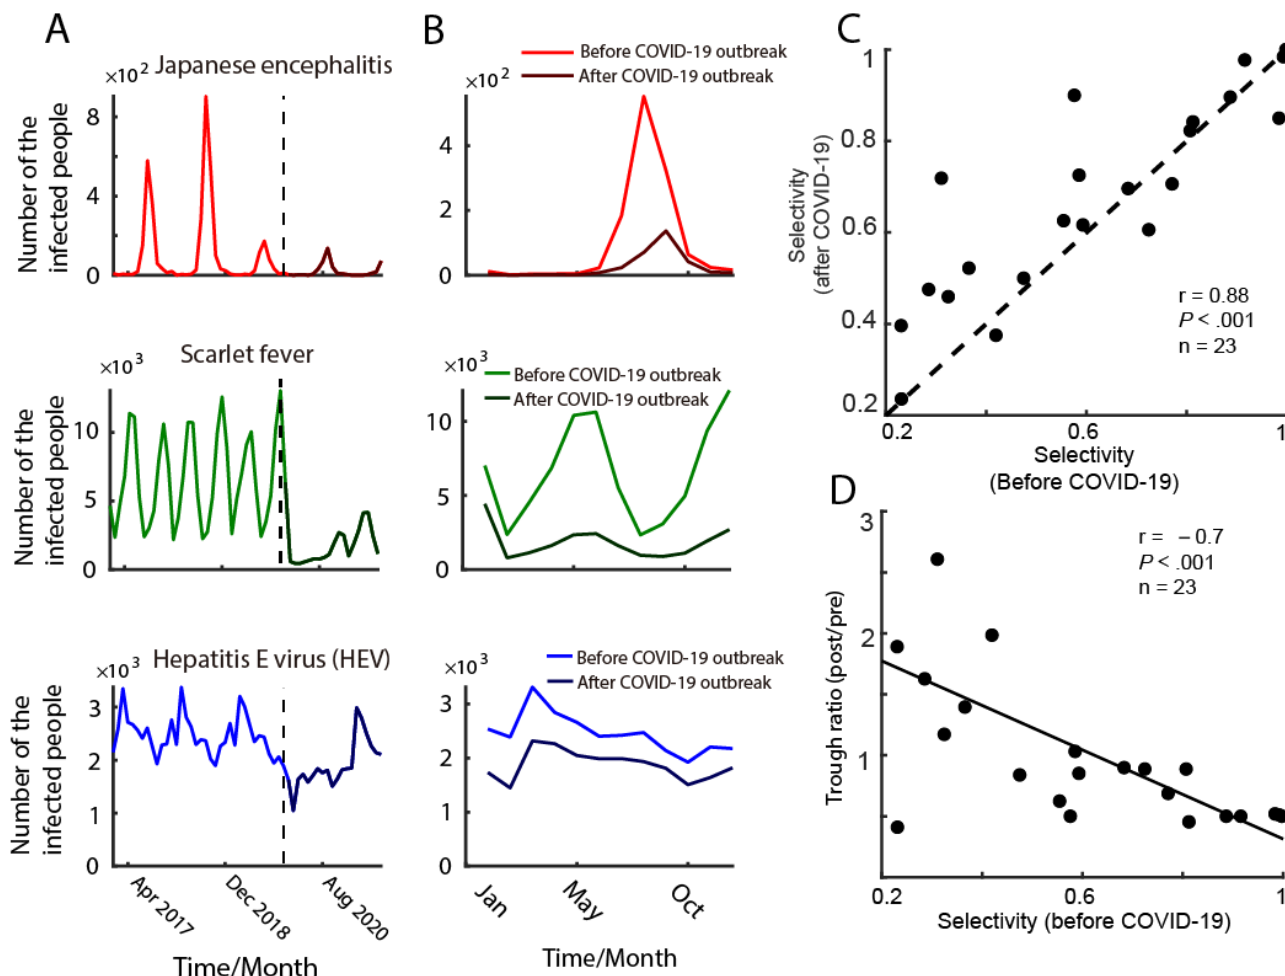 A
Japanese encephalitis
×10²
Number of the
infected people
8
4
0
Scarlet fever
×10³
Number of the
infected people
10
5
0
Hepatitis E virus (HEV)
×10³
Number of the
infected people
3
2
1
0
Apr 2017
Dec 2018
Aug 2020
Time/Month
B
Before COVID-19 outbreak
After COVID-19 outbreak
×10²
4
2
0
Before COVID-19 outbreak
After COVID-19 outbreak
×10³
10
5
0
Before COVID-19 outbreak
After COVID-19 outbreak
×10³
3
2
1
0
Jan
May
Oct
Time/Month
C
Selectivity
(after COVID-19)
1
0.8
0.6
0.4
0.2
r = 0.88
P < .001
n = 23
0.2
0.6
1
Selectivity
(Before COVID-19)
D
Trough ratio (post/pre)
3
2
1
r = – 0.7
P < .001
n = 23
0.2
0.6
1
Selectivity (before COVID-19)